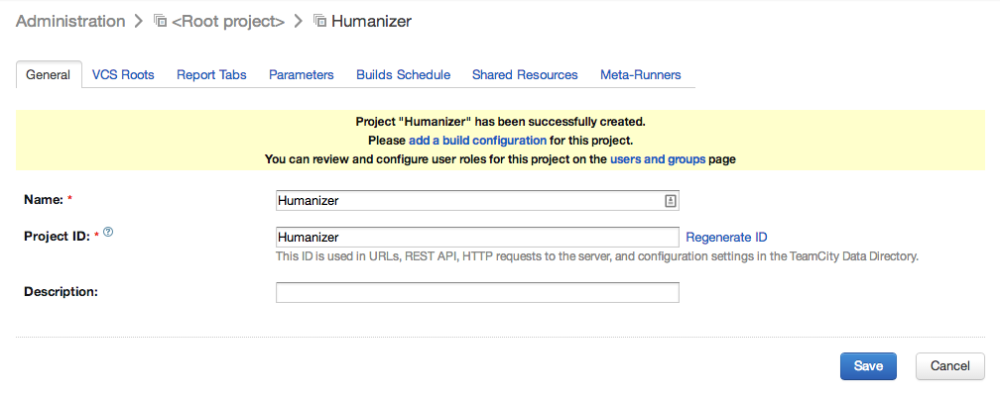 Administration > <Root project> > Humanizer
General VCS Roots Report Tabs Parameters Builds Schedule Shared Resources Meta-Runners
Project "Humanizer" has been successfully created.
Please add a build configuration for this project.
You can review and configure user roles for this project on the users and groups page
Name: * Humanizer
Project ID: * ? Humanizer Regenerate ID
This ID is used in URLs, REST API, HTTP requests to the server, and configuration settings in the TeamCity Data Directory.
Description:
Save Cancel